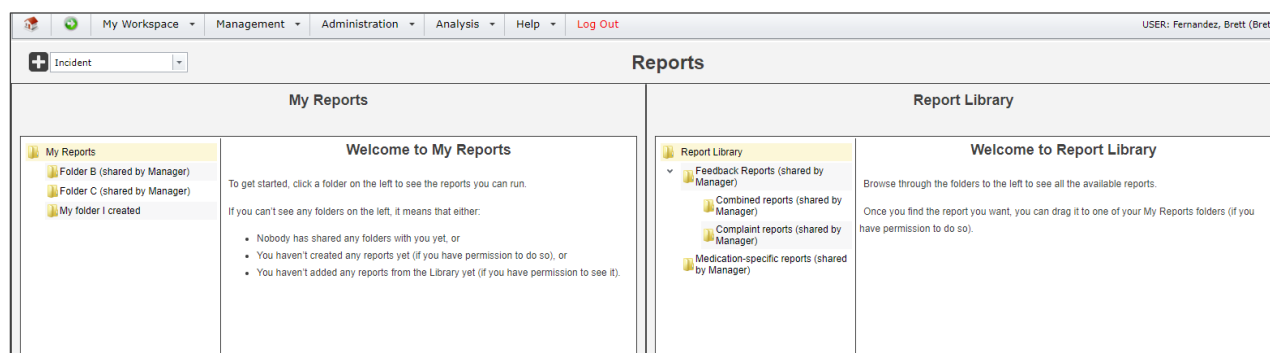 My Workspace Management Administration Analysis Help Log Out USER: Fernandez, Brett (Bret
Incident
Reports
My Reports
My Reports
Folder B (shared by Manager)
Folder C (shared by Manager)
My folder I created
Welcome to My Reports
To get started, click a folder on the left to see the reports you can run.
If you can't see any folders on the left, it means that either:
• Nobody has shared any folders with you yet, or
• You haven't created any reports yet (if you have permission to do so), or
• You haven't added any reports from the Library yet (if you have permission to see it).
Report Library
Report Library
Feedback Reports (shared by
Manager)
Combined reports (shared by
Manager)
Complaint reports (shared by
Manager)
Medication-specific reports (shared
by Manager)
Welcome to Report Library
Browse through the folders to the left to see all the available reports.
Once you find the report you want, you can drag it to one of your My Reports folders (if you
have permission to do so).